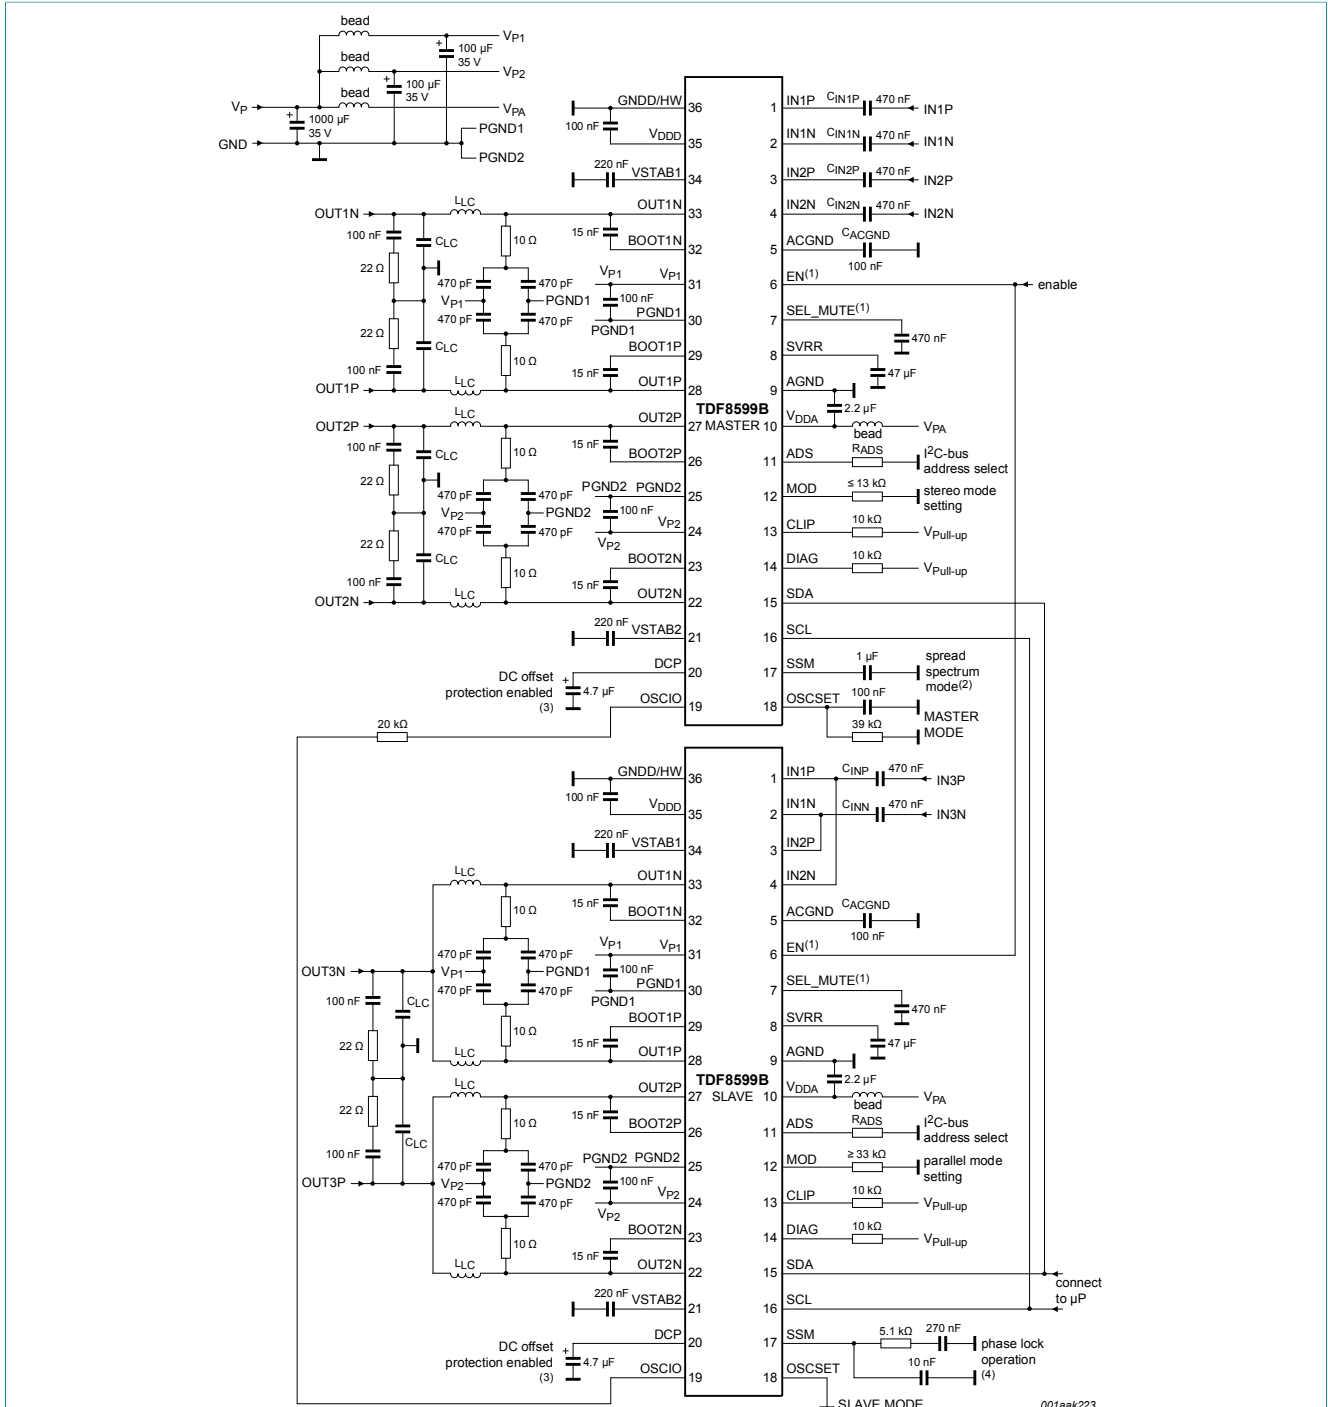 bead
VP1
100 µF
35 V
bead
VP2
100 µF
35 V
bead
VP
VPA
1000 µF
35 V
PGND1
GND
PGND2
GNDD/HW
36
100 nF
VDDD
35
220 nF
VSTAB1
34
LLC
OUT1N
OUT1N
33
100 nF
CLC
10 Ω
15 nF
BOOT1N
32
22 Ω
470 pF
470 pF
VP1
VP1
31
VP1
PGND1
100 nF
470 pF
470 pF
PGND1
30
PGND1
22 Ω
CLC
10 Ω
BOOT1P
29
100 nF
15 nF
OUT1P
LLC
OUT1P
28
OUT2P
LLC
OUT2P
27
100 nF
CLC
10 Ω
15 nF
BOOT2P
26
22 Ω
470 pF
470 pF
PGND2
PGND2
25
VP2
PGND2
100 nF
470 pF
470 pF
VP2
24
VP2
22 Ω
CLC
10 Ω
BOOT2N
23
100 nF
15 nF
OUT2N
LLC
OUT2N
22
220 nF
VSTAB2
21
DC offset
protection enabled
(3)
4.7 µF
DCP
20
OSCIO
19
20 kΩ
TDF8599B
MASTER
1
IN1P
CIN1P
470 nF
IN1P
2
IN1N
CIN1N
470 nF
IN1N
3
IN2P
CIN2P
470 nF
IN2P
4
IN2N
CIN2N
470 nF
IN2N
5
ACGND
CACGND
100 nF
6
EN(1)
enable
7
SEL_MUTE(1)
470 nF
8
SVRR
47 µF
9
AGND
2.2 µF
10
VDDA
bead
VPA
11
ADS
RADS
I2C-bus
address select
12
MOD
≤ 13 kΩ
stereo mode
setting
13
CLIP
10 kΩ
VPull-up
14
DIAG
10 kΩ
VPull-up
15
SDA
16
SCL
17
SSM
1 µF
spread
spectrum
mode(2)
18
OSCSET
100 nF
39 kΩ
MASTER
MODE
GNDD/HW
36
100 nF
VDDD
35
220 nF
VSTAB1
34
LLC
OUT1N
33
10 Ω
15 nF
BOOT1N
32
470 pF
470 pF
VP1
VP1
31
OUT3N
VP1
PGND1
100 nF
100 nF
CLC
470 pF
470 pF
PGND1
30
PGND1
22 Ω
10 Ω
BOOT1P
29
15 nF
LLC
OUT1P
28
LLC
OUT2P
27
22 Ω
10 Ω
15 nF
BOOT2P
26
CLC
100 nF
470 pF
470 pF
PGND2
PGND2
25
OUT3P
VP2
PGND2
100 nF
470 pF
470 pF
VP2
24
VP2
10 Ω
BOOT2N
23
15 nF
LLC
OUT2N
22
220 nF
VSTAB2
21
DC offset
protection enabled
(3)
4.7 µF
DCP
20
OSCIO
19
TDF8599B
SLAVE
1
IN1P
CINP
470 nF
IN3P
2
IN1N
CINN
470 nF
IN3N
3
IN2P
4
IN2N
5
ACGND
CACGND
100 nF
6
EN(1)
7
SEL_MUTE(1)
470 nF
8
SVRR
47 µF
9
AGND
2.2 µF
10
VDDA
bead
VPA
11
ADS
RADS
I2C-bus
address select
12
MOD
≥ 33 kΩ
parallel mode
setting
13
CLIP
10 kΩ
VPull-up
14
DIAG
10 kΩ
VPull-up
15
SDA
connect
to µP
16
SCL
17
SSM
5.1 kΩ
270 nF
10 nF
phase lock
operation
(4)
18
OSCSET
SLAVE MODE
001aak223